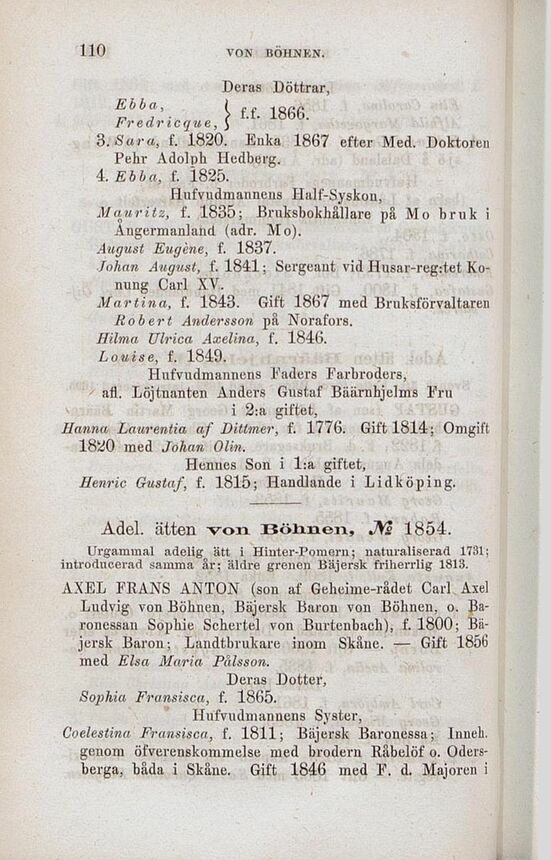 110
VON BÖHNEN.
Deras Döttrar,
Ebba,
Fredricque, } f.f. 1866.
3. Sara, f. 1820. Enka 1867 efter Med. Doktoren
Pehr Adolph Hedberg.
4. Ebba, f. 1825.
Hufvudmannens Half-Syskon,
Mauritz, f. 1835; Bruksbokhållare på Mo bruk i
Ångermanland (adr. Mo).
August Eugène, f. 1837.
Johan August, f. 1841; Sergeant vid Husar-reg:tet Ko-
nung Carl XV.
Martina, f. 1843. Gift 1867 med Bruksförvaltaren
Robert Andersson på Norafors.
Hilma Ulrica Axelina, f. 1846.
Louise, f. 1849.
Hufvudmannens Faders Farbroders,
afl. Löjtnanten Anders Gustaf Bäärnhjelms Fru
i 2:a giftet,
Hanna Laurentia af Dittmer, f. 1776. Gift 1814; Omgift
1820 med Johan Olin.
Hennes Son i 1:a giftet,
Henric Gustaf, f. 1815; Handlande i Lidköping.
Adel. ätten von Böhnen, № 1854.
Urgammal adelig ätt i Hinter-Pomern; naturaliserad 1731;
introducerad samma år; äldre grenen Bäjersk friherrlig 1813.
AXEL FRANS ANTON (son af Geheime-rådet Carl Axel
Ludvig von Böhnen, Bäjersk Baron von Böhnen, o. Ba-
ronessan Sophie Schertel von Burtenbach), f. 1800; Bä-
jersk Baron; Landtbrukare inom Skåne. — Gift 1856
med Elsa Maria Pålsson.
Deras Dotter,
Sophia Fransisca, f. 1865.
Hufvudmannens Syster,
Coelestina Fransisca, f. 1811; Bäjersk Baronessa; Inneh.
genom öfverenskommelse med brodern Råbelöf o. Oders-
berga, båda i Skåne. Gift 1846 med F. d. Majoren i